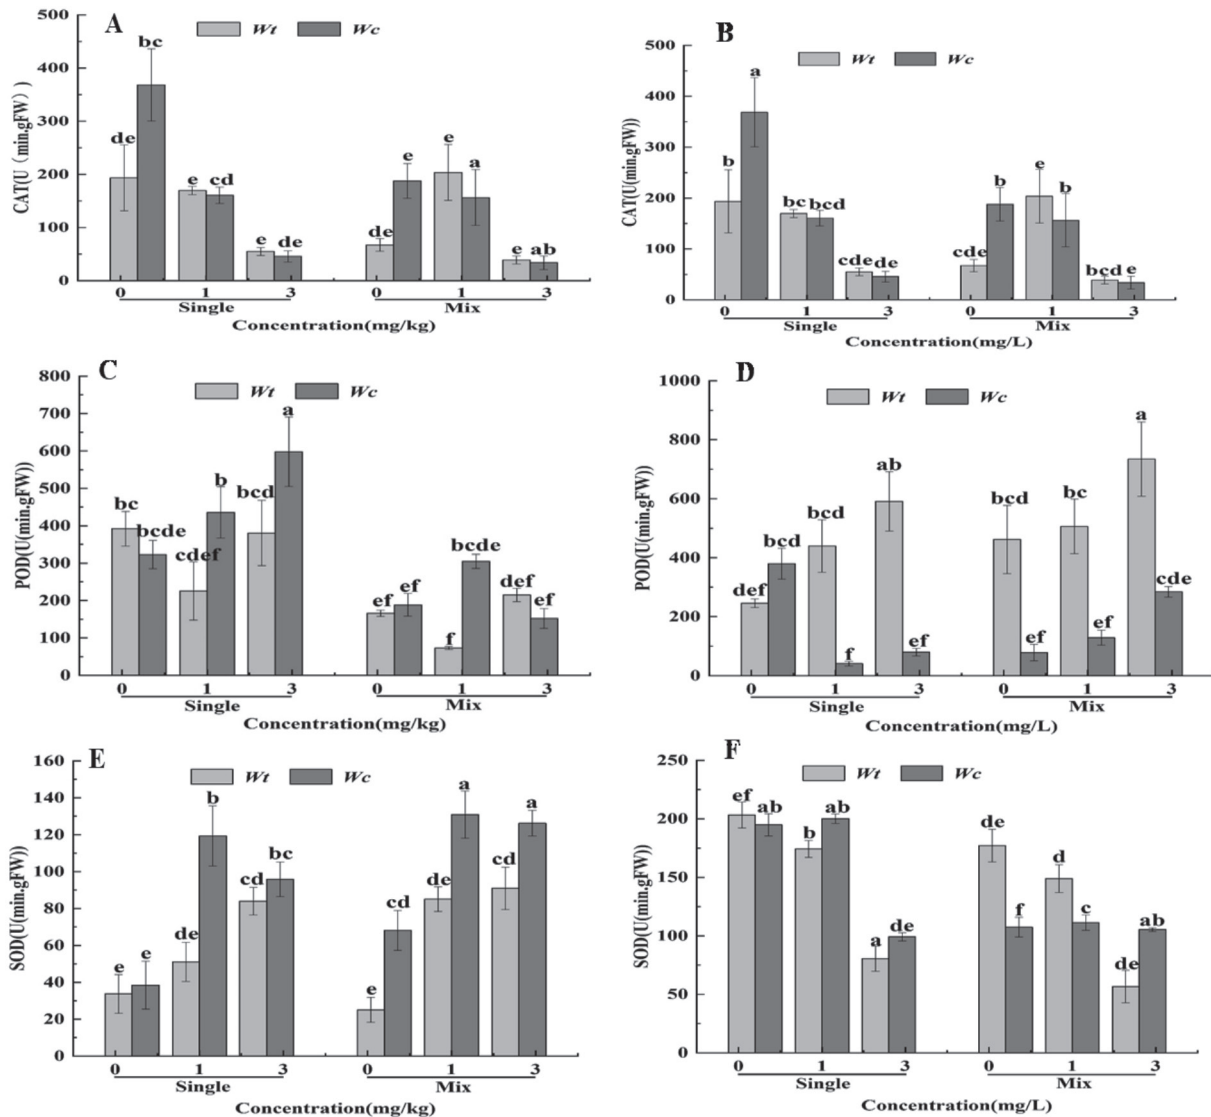 A
Wt Wc
CAT(U（min.gFW）)
500
400
300
200
100
0
de bc e cd e de de e e a e ab
0 1 3 0 1 3
Single Mix
Concentration(mg/kg)
B
Wt Wc
CAT(U(min.gFW))
500
400
300
200
100
0
b a bc bcd cde de cde b e b bcd e
0 1 3 0 1 3
Single Mix
Concentration(mg/L)
C
Wt Wc
POD(U(min.gFW))
800
700
600
500
400
300
200
100
0
bc bcde cdef b bcd a ef ef f bcde def ef
0 1 3 0 1 3
Single Mix
Concentration(mg/kg)
D
Wt Wc
POD(U(min.gFW))
1000
800
600
400
200
0
def bcd bcd f ab ef bcd ef bc ef a cde
0 1 3 0 1 3
Single Mix
Concentration(mg/L)
E
Wt Wc
SOD(U(min.gFW))
160
140
120
100
80
60
40
20
0
e e de b cd bc e cd de a cd a
0 1 3 0 1 3
Single Mix
Concentration(mg/kg)
F
Wt Wc
SOD(U(min.gFW))
250
200
150
100
50
0
ef ab b ab a de de f d c de ab
0 1 3 0 1 3
Single Mix
Concentration(mg/L)